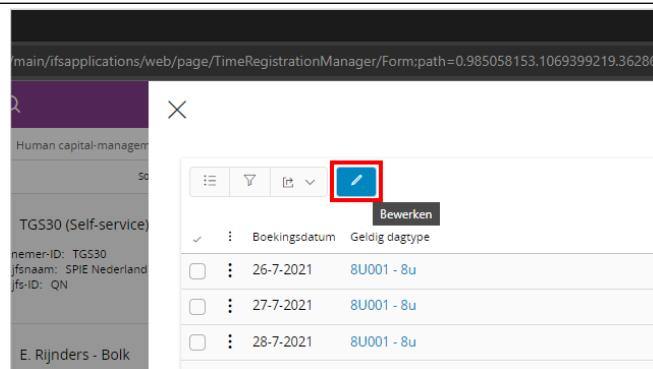 /main/ifsapplications/web/page/TimeRegistrationManager/Form;path=0.985058153.1069399219.36286
Human capital-managem
So
TGS30 (Self-service)
nemer-ID: TGS30
jfsnaam: SPIE Nederland
jfs-ID: QN
E. Rijnders - Bolk
Bewerken
Boekingsdatum Geldig dagtype
26-7-2021 8U001 - 8u
27-7-2021 8U001 - 8u
28-7-2021 8U001 - 8u